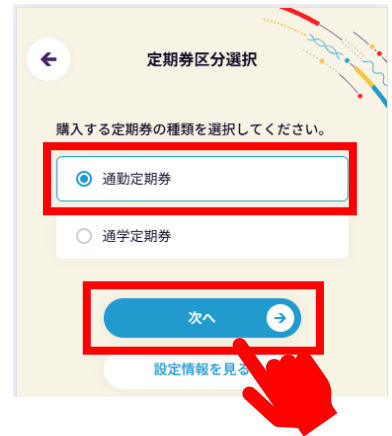 定期券区分選択
購入する定期券の種類を選択してください。
通勤定期券
通学定期券
次へ
設定情報を見る